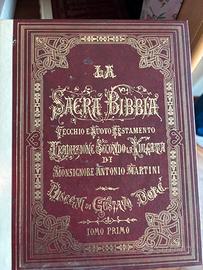 LA
SACRA BIBBIA
VECCHIO E NUOVO TESTAMENTO
TRADUZIONE SECONDO LA VULGATA
DI
MONSIGNORE ANTONIO MARTINI
DISEGNI DI GUSTAVO DORÉ
TOMO PRIMO